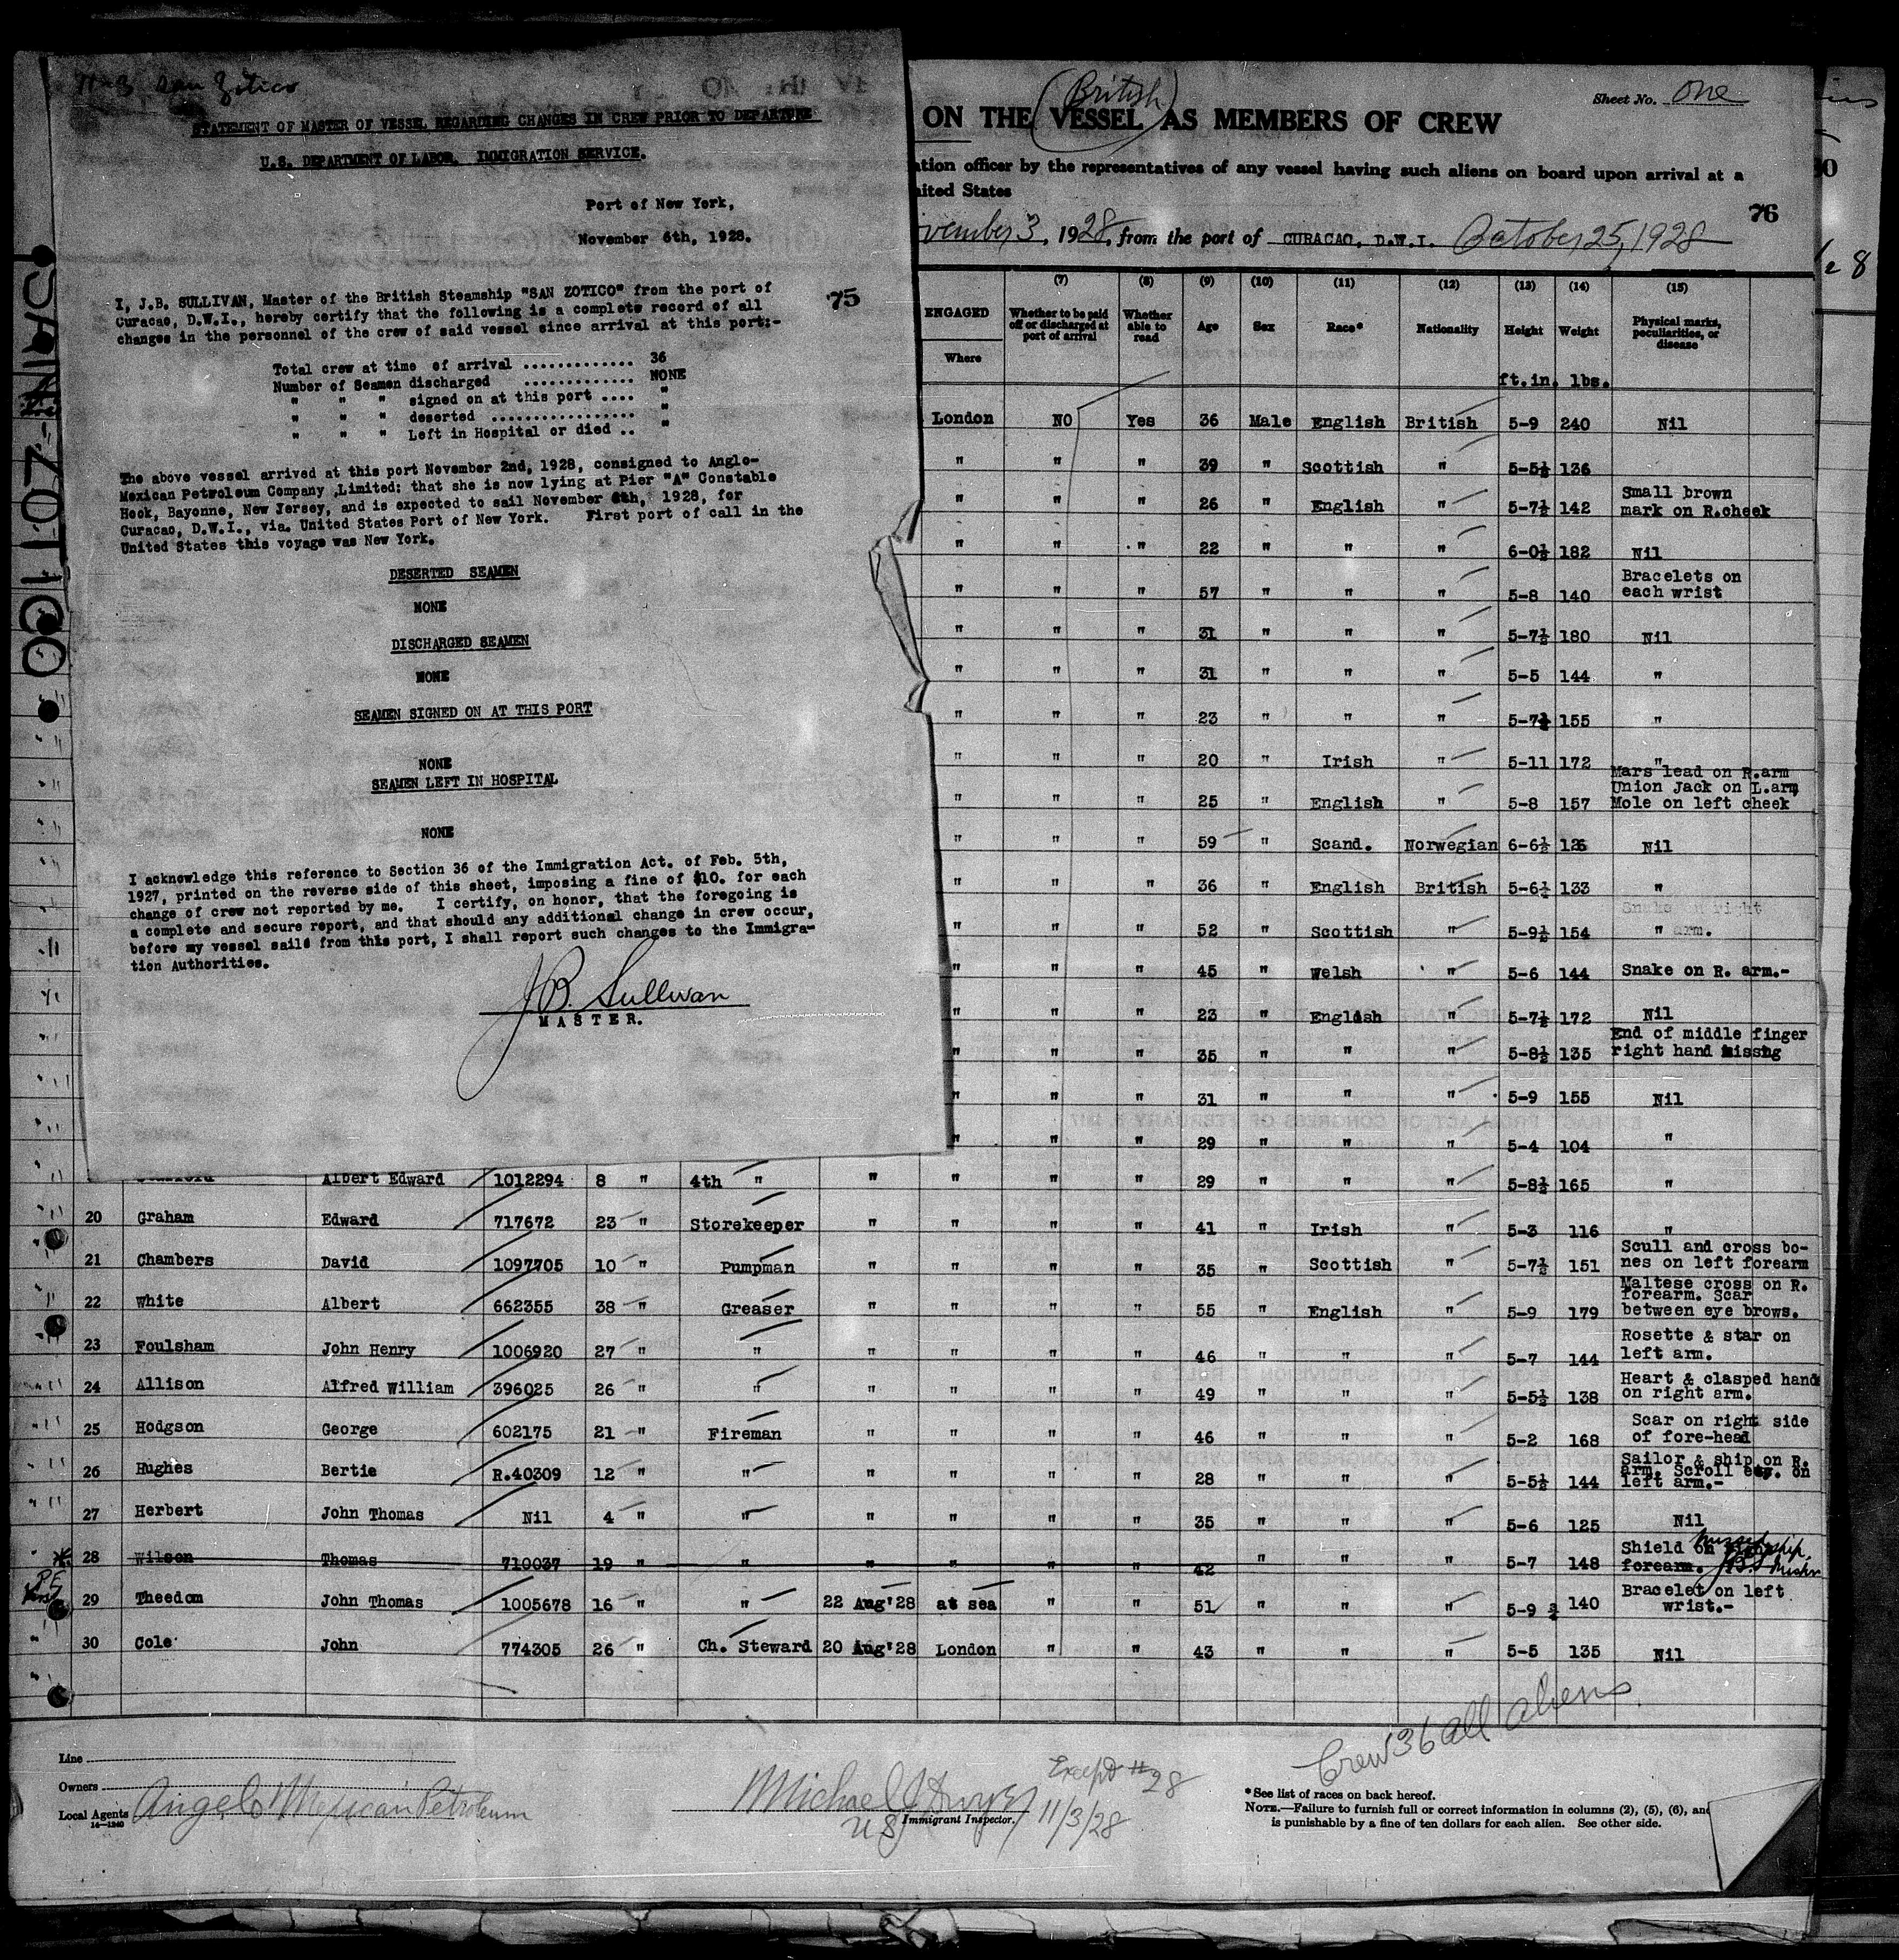 San Zotico
STATEMENT OF MASTER OF VESSEL REGARDING CHANGES IN CREW PRIOR TO DEPARTURE
U.S. DEPARTMENT OF LABOR. IMMIGRATION SERVICE.
Port of New York,
November 6th, 1928.
75
I, J.B. SULLIVAN, Master of the British Steamship "SAN ZOTICO" from the port of
Curacao, D.W.I., hereby certify that the following is a complete record of all
changes in the personnel of the crew of said vessel since arrival at this port:-
Total crew at time of arrival ............. 36
Number of Seamen discharged ............. NONE
" " " signed on at this port .... "
" " " deserted ................. "
" " " Left in Hospital or died .. "
The above vessel arrived at this port November 2nd, 1928, consigned to Anglo-
Mexican Petroleum Company ,Limited: that she is now lying at Pier "A" Constable
Hook, Bayonne, New Jersey, and is expected to sail November 6th, 1928, for
Curacao, D.W.I., via. United States Port of New York. First port of call in the
United States this voyage was New York.
DESERTED SEAMEN
NONE
DISCHARGED SEAMEN
NONE
SEAMEN SIGNED ON AT THIS PORT
NONE
SEAMEN LEFT IN HOSPITAL
NONE
I acknowledge this reference to Section 36 of the Immigration Act. of Feb. 5th,
1927, printed on the reverse side of this sheet, imposing a fine of $10. for each
change of crew not reported by me. I certify, on honor, that the foregoing is
a complete and secure report, and that should any additional change in crew occur,
before my vessel sails from this port, I shall report such changes to the Immigra-
tion Authorities.
J.B. Sullivan
MASTER.
SAN ZOTICO
Sheet No. One
(British)
ON THE VESSEL AS MEMBERS OF CREW
ation officer by the representatives of any vessel having such aliens on board upon arrival at a
nited States
76
vember 3, 1928, from the port of CURACAO, D.W.I. October 25, 1928
ENGAGED Where (7) Whether to be paid off or discharged at port of arrival (8) Whether able to read (9) Age (10) Sex (11) Race* (12) Nationality (13) Height (14) Weight (15) Physical marks, peculiarities, or disease
ft.in. lbs.
London NO Yes 36 Male English British 5-9 240 Nil
" " " 39 " Scottish " 5-5½ 136
" " " 26 " English " 5-7½ 142 Small brown mark on R.cheek
" " " 22 " " " 6-0½ 182 Nil
" " " 57 " " " 5-8 140 Bracelets on each wrist
" " " 31 " " " 5-7½ 180 Nil
" " " 31 " " " 5-5 144 "
" " " 23 " " " 5-7½ 155 "
" " " 20 " Irish " 5-11 172 "
" " " 25 " English " 5-8 157 Mars lead on R.arm Union Jack on L.arm Mole on left cheek
" " " 59 " Scand. Norwegian 6-6½ 126 Nil
" " " 36 " English British 5-6½ 133 "
" " " 52 " Scottish " 5-9½ 154 "
" " " 45 " Welsh " 5-6 144 Snake on R. arm.-
" " " 23 " English " 5-7½ 172 Nil
" " " 35 " " " 5-8½ 135 End of middle finger right hand missng
" " " 31 " " " 5-9 155 Nil
" " " 29 " " " 5-4 104 "
Albert Edward 1012294 8 " 4th " " " " " 29 " " " 5-8½ 165 "
20 Graham Edward 717672 23 " Storekeeper " " " " 41 " Irish " 5-3 116 "
21 Chambers David 1097705 10 " Pumpman " " " " 35 " Scottish " 5-7½ 151 Scull and cross bo- nes on left forearm
22 White Albert 662355 38 " Greaser " " " " 55 " English " 5-9 179 Maltese cross on R. forearm. Scar between eye brows.
23 Foulsham John Henry 1006920 27 " " " " " " 46 " " " 5-7 144 Rosette & star on left arm.
24 Allison Alfred William 396025 26 " " " " " " 49 " " " 5-5½ 138 Heart & clasped hand on right arm.
25 Hodgson George 602175 21 " Fireman " " " " 46 " " " 5-2 168 Scar on right side of fore-head
26 Hughes Bertie R.40309 12 " " " " " " 28 " " " 5-5½ 144 Sailor & ship on R. arm. Scroll on left arm.-
27 Herbert John Thomas Nil 4 " " " " " " 35 " " " 5-6 125 Nil
28 Wilson Thomas 710037 19 " " " " " " 42 " " " 5-7 148 Shield on forearm.
29 Theedom John Thomas 1005678 16 " " 22 Aug'28 at sea " " 51 " " " 5-9 140 Bracelet on left wrist.-
30 Cole John 774305 26 " Ch. Steward 20 Aug'28 London " " 43 " " " 5-5 135 Nil
Crew 36 all aliens
Line
Owners
Local Agents Angelo Mexican Petroleum
14—1240
Michael J Dwyer
US Immigrant Inspector.
Except #28
11/3/28
* See list of races on back hereof.
NOTE.—Failure to furnish full or correct information in columns (2), (5), (6), and
is punishable by a fine of ten dollars for each alien. See other side.